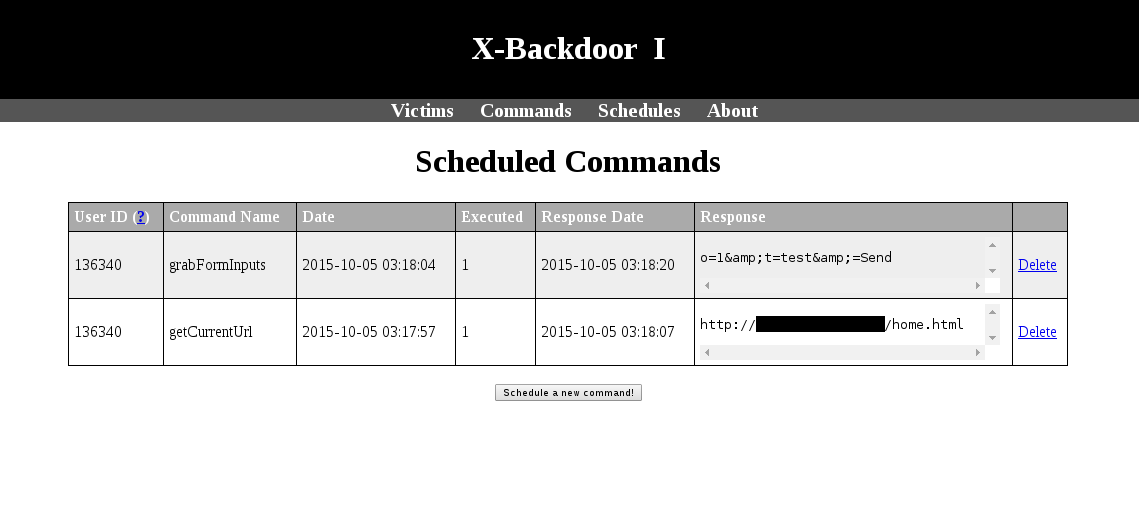 X-Backdoor I
Victims Commands Schedules About
Scheduled Commands
User ID (?) Command Name Date Executed Response Date Response
136340 grabFormInputs 2015-10-05 03:18:04 1 2015-10-05 03:18:20 o=1&amp;t=test&amp;=Send Delete
136340 getCurrentUrl 2015-10-05 03:17:57 1 2015-10-05 03:18:07 http:///home.html Delete
Schedule a new command!